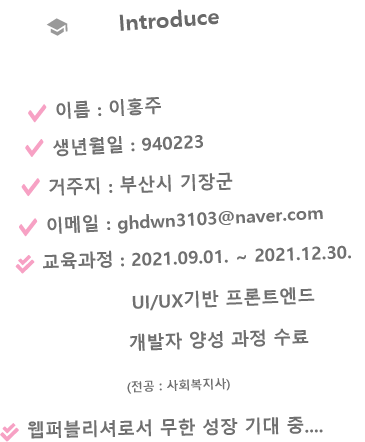 Introduce
이름 : 이홍주
생년월일 : 940223
거주지 : 부산시 기장군
이메일 : ghdwn3103@naver.com
교육과정 : 2021.09.01. ~ 2021.12.30.
UI/UX기반 프론트엔드
개발자 양성 과정 수료
(전공 : 사회복지사)
웹퍼블리셔로서 무한 성장 기대 중....